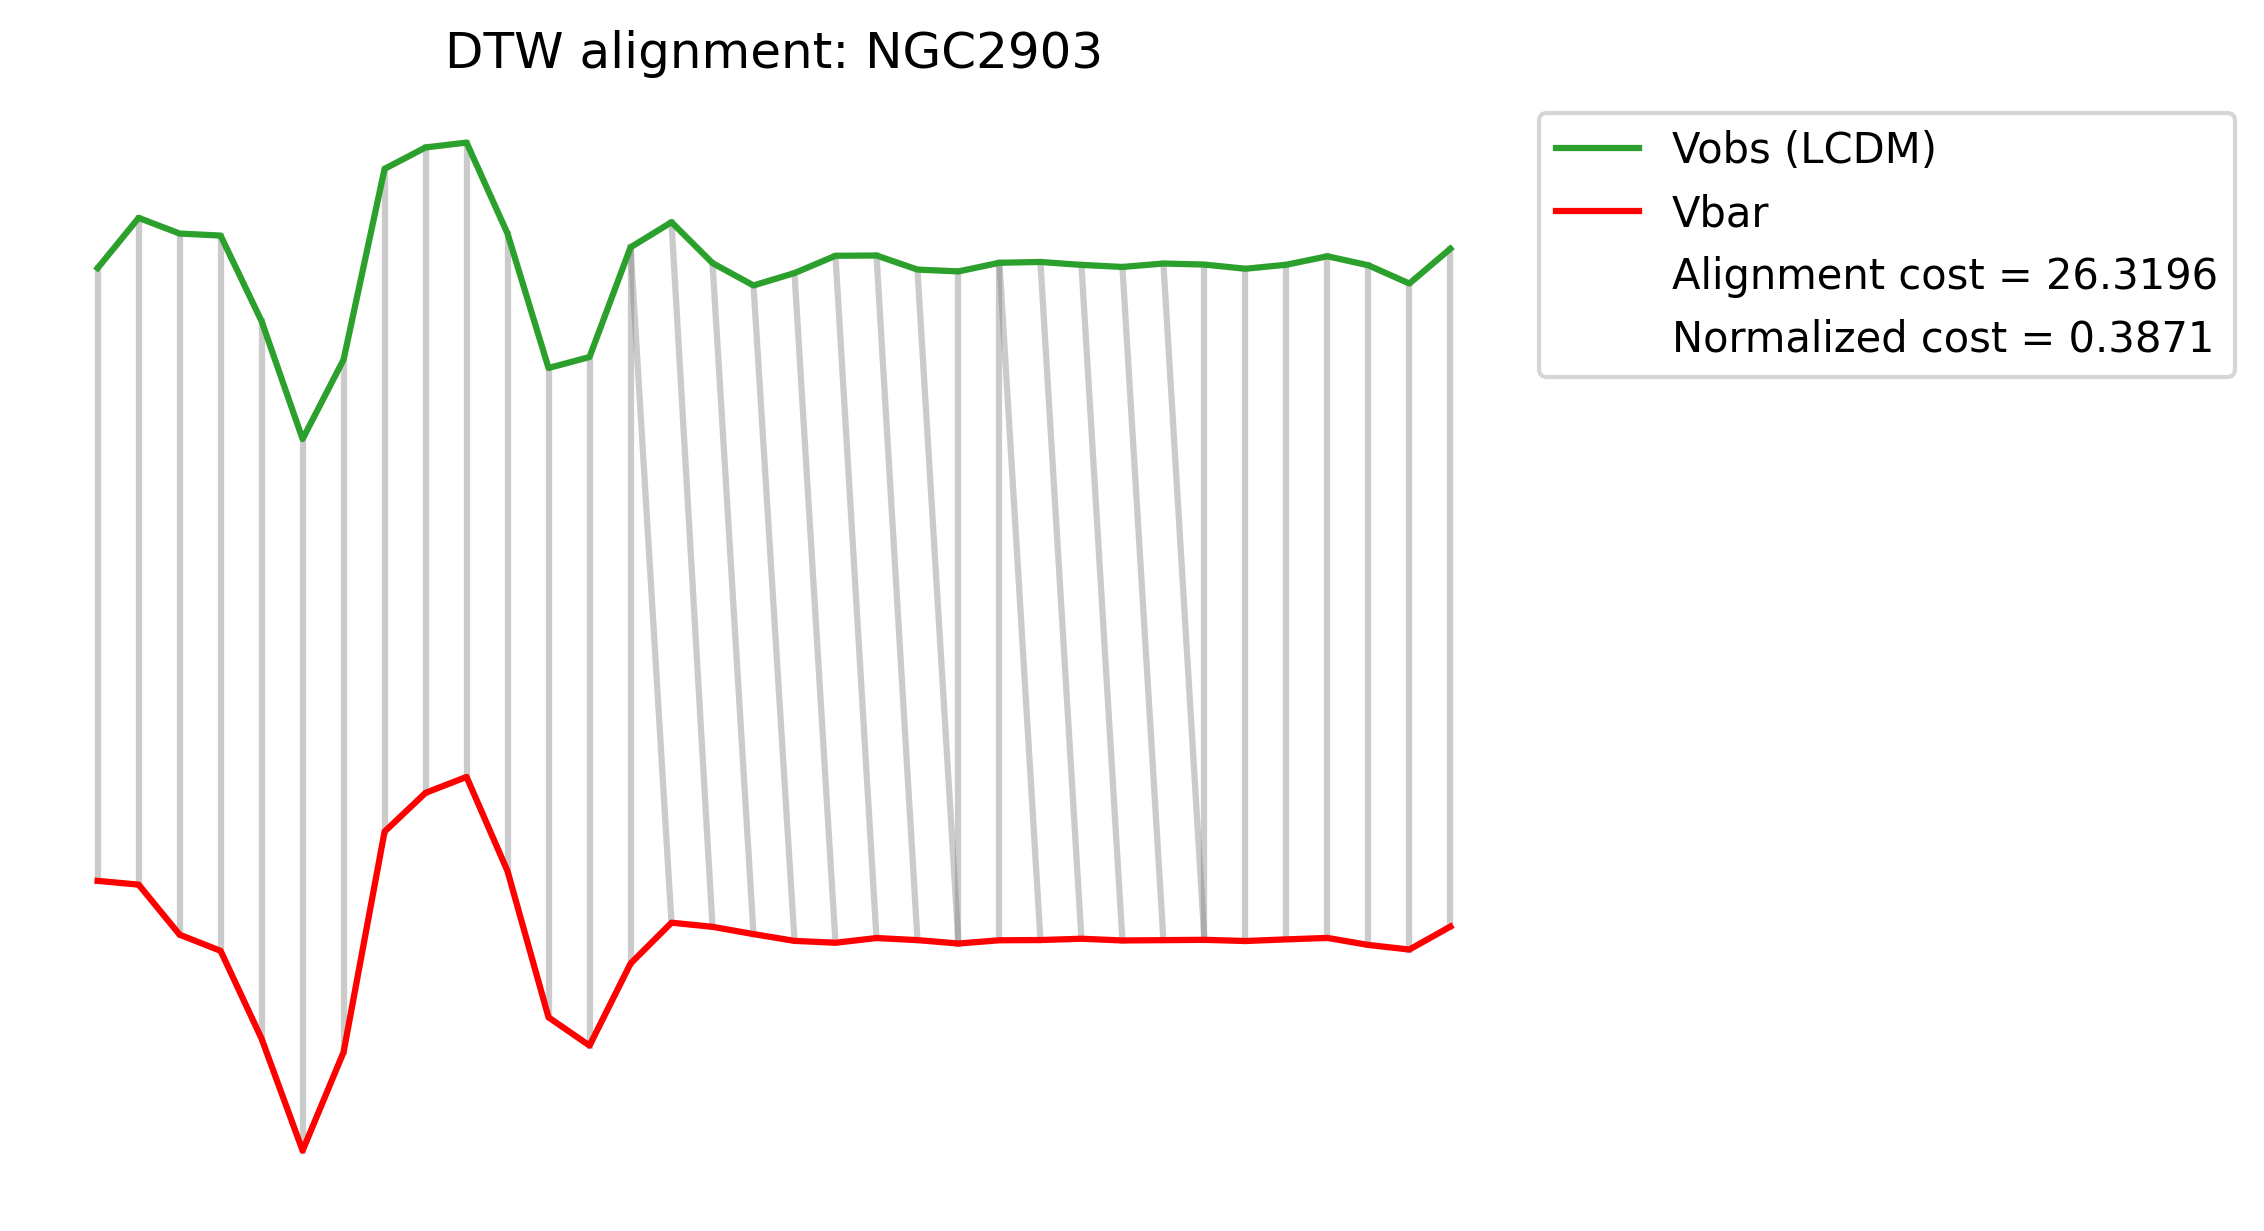 DTW alignment: NGC2903
Vobs (LCDM)
Vbar
Alignment cost = 26.3196
Normalized cost = 0.3871